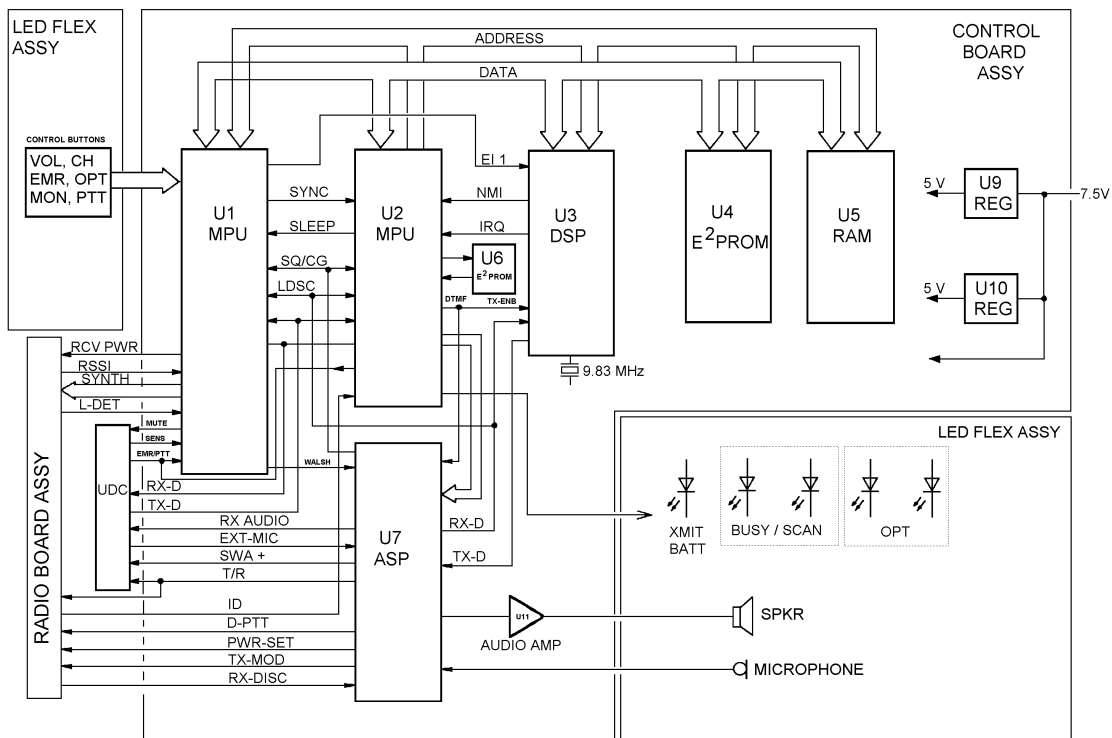 LED FLEX
ASSY
CONTROL
BOARD
ASSY
ADDRESS
DATA
CONTROL BUTTONS
VOL, CH
EMR, OPT
MON, PTT
U1
MPU
U2
MPU
U3
DSP
U4
E2PROM
U5
RAM
U9
REG
U10
REG
5 V
7.5V
5 V
EI 1
SYNC
NMI
SLEEP
IRQ
SQ/CG
U6
E2PROM
LDSC
DTMF
TX-ENB
9.83 MHz
RCV PWR
RSSI
SYNTH
L-DET
MUTE
SENS
EMR/PTT
WALSH
UDC
RX-D
TX-D
RX AUDIO
EXT-MIC
SWA +
T/R
ID
D-PTT
PWR-SET
TX-MOD
RX-DISC
RADIO BOARD ASSY
U7
ASP
RX-D
TX-D
U11
AUDIO AMP
LED FLEX ASSY
XMIT
BATT
BUSY / SCAN
OPT
SPKR
MICROPHONE